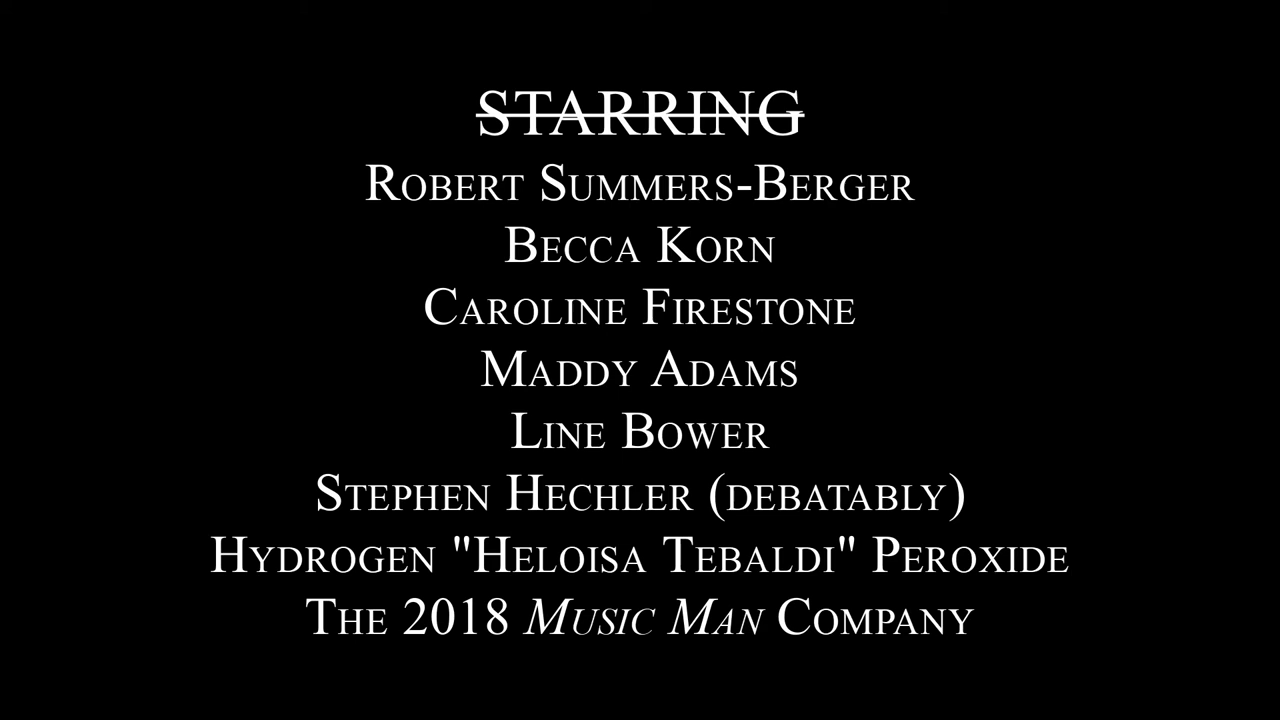 STARRING
ROBERT SUMMERS-BERGER
BECCA KORN
CAROLINE FIRESTONE
MADDY ADAMS
LINE BOWER
STEPHEN HECHLER (DEBATABLY)
HYDROGEN "HELOISA TEBALDI" PEROXIDE
THE 2018 MUSIC MAN COMPANY